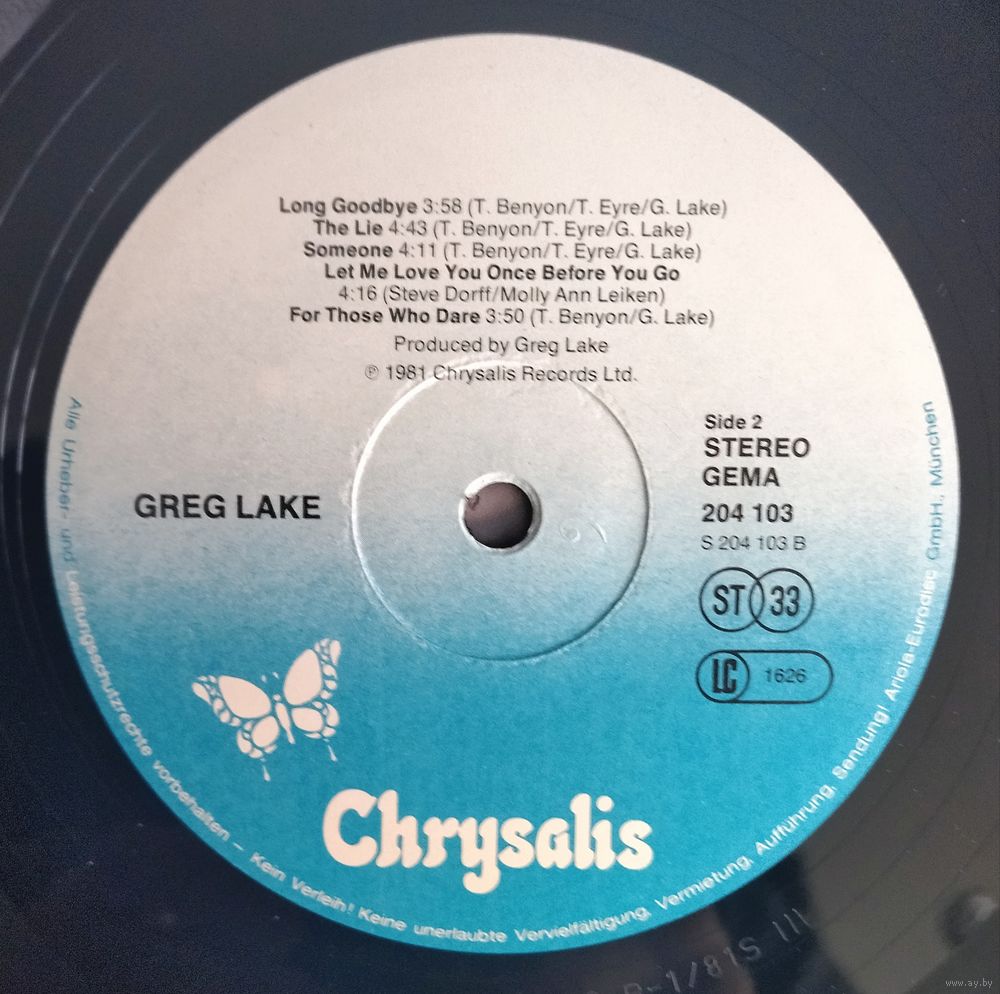 Long Goodbye 3:58 (T. Benyon/T. Eyre/G. Lake)
The Lie 4:43 (T. Benyon/T. Eyre/G. Lake)
Someone 4:11 (T. Benyon/T. Eyre/G. Lake)
Let Me Love You Once Before You Go
4:16 (Steve Dorff/Molly Ann Leiken)
For Those Who Dare 3:50 (T. Benyon/G. Lake)
Produced by Greg Lake
℗ 1981 Chrysalis Records Ltd.
GREG LAKE
Side 2
STEREO
GEMA
204 103
S 204 103 B
ST 33
LC 1626
Chrysalis
Alle Urheber- und Leistungsschutzrechte vorbehalten – Kein Verleih! Keine unerlaubte Vervielfältigung, Vermietung, Aufführung, Sendung! Ariola-Eurodisc GmbH., München
B-1/81S III
www.ay.by